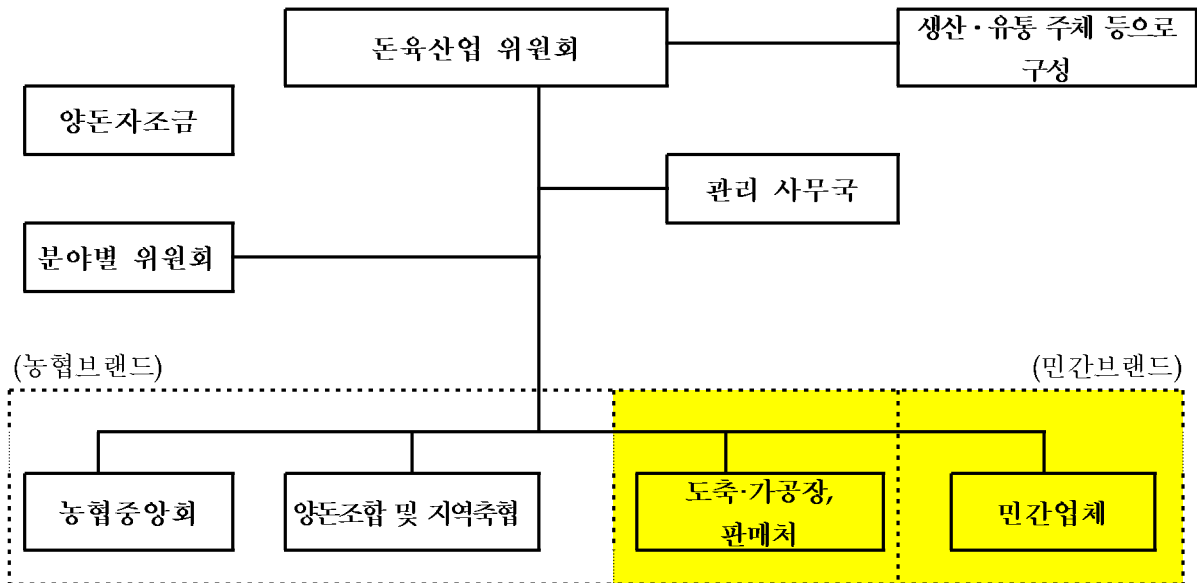 돈육산업 위원회
생산·유통 주체 등으로
구성
양돈자조금
관리 사무국
분야별 위원회
(농협브랜드)
(민간브랜드)
농협중앙회
양돈조합 및 지역축협
도축·가공장,
판매처
민간업체